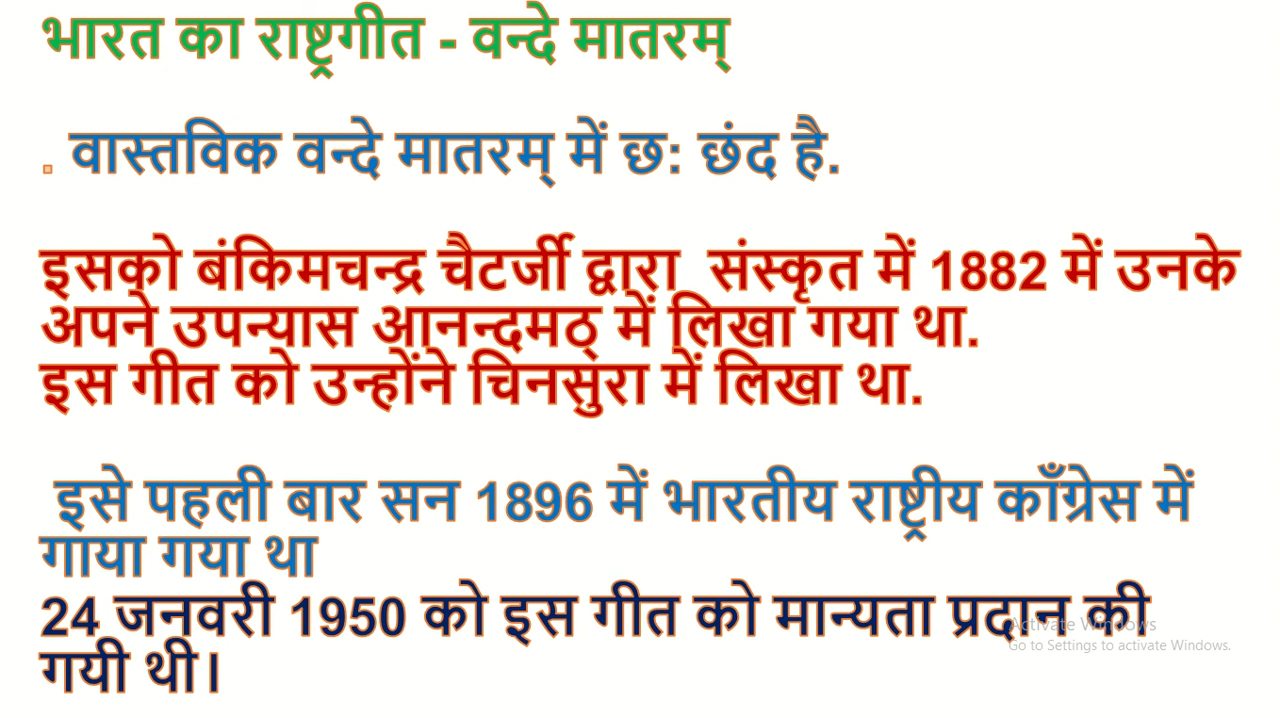 भारत का राष्ट्रगीत - वन्दे मातरम्
. वास्तविक वन्दे मातरम् में छ: छंद है.
इसको बंकिमचन्द्र चैटर्जी द्वारा संस्कृत में 1882 में उनके
अपने उपन्यास आनन्दमठ् में लिखा गया था.
इस गीत को उन्होंने चिनसुरा में लिखा था.
इसे पहली बार सन 1896 में भारतीय राष्ट्रीय काँग्रेस में
गाया गया था
24 जनवरी 1950 को इस गीत को मान्यता प्रदान की
गयी थी।
Activate Windows
Go to Settings to activate Windows.